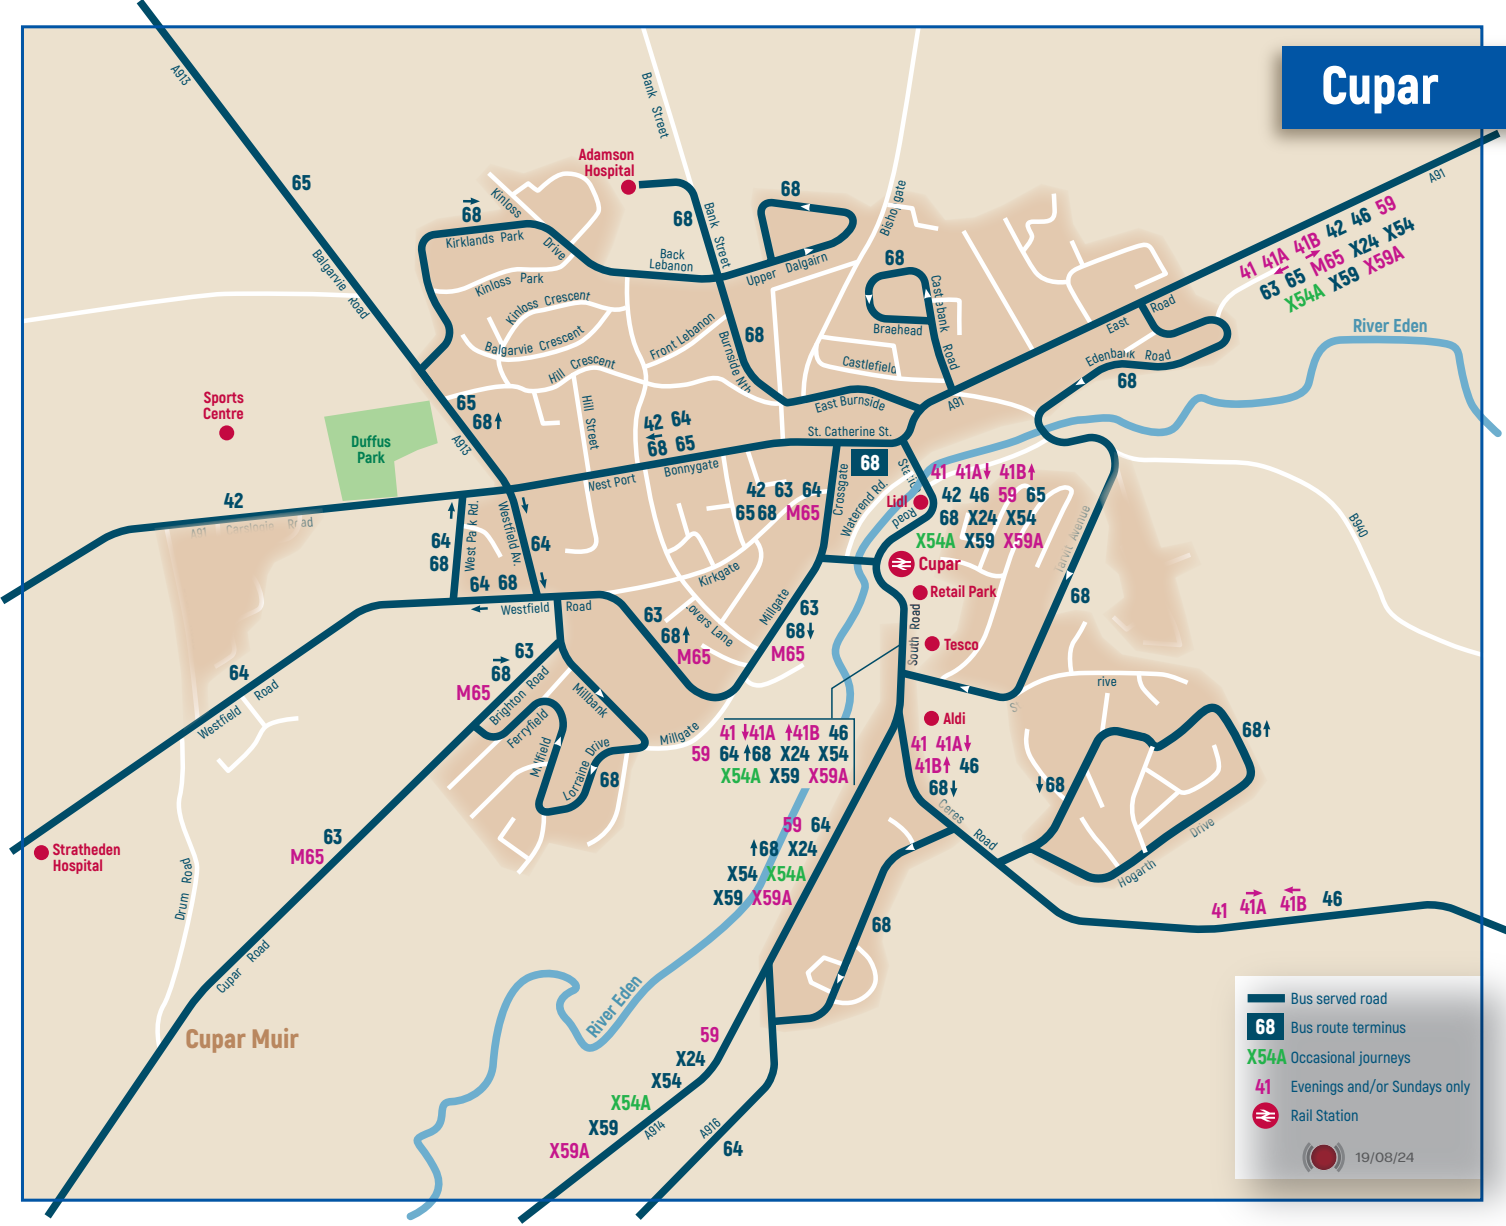 Cupar
A913
65
Balgarvie Road
Bank Street
Adamson
Hospital
68
Kinloss
Drive
68
Kirklands Park
Kinloss Park
Kinloss Crescent
Balgarvie Crescent
Hill Crescent
Front Lebanon
Back
Lebanon
68
Bank Street
Upper Dalgairn
68
Burnside Nth
Braehead
68
Castlefield
Road
East Burnside
St. Catherine St.
A91
A91
41 41A 41B 42 46 59
63 65 M65 X24 X54
X54A X59 X59A
East Road
Edenbank Road
68
River Eden
Sports
Centre
Duffus
Park
65
68
A913
Hill Street
42 64
68 65
West Port
Bonnygate
42
A91
64
68
West Park Rd.
Westfield Av.
64
64 68
Westfield Road
42 63 64
65 68 M65
Crossgate
Waterend Rd.
68
Road
Lidl
41 41A 41B
42 46 59 65
68 X24 X54
X54A X59 X59A
Cupar
Retail Park
South Road
Tesco
Tarvit Avenue
68
B940
Kirkgate
Lane
Millgate
63
68
M65
63
68
M65
63
68
M65
Brighton Road
Ferryfield
Millbank
Millfield
Lorraine Drive
68
Millgate
64
Westfield Road
Stratheden
Hospital
63
M65
Drum Road
Cupar Road
Cupar Muir
41 41A 41B 46
59 64 68 X24 X54
X54A X59 X59A
Aldi
41 41A
41B 46
68
Ceres Road
68
68
Hogarth Drive
59 64
68 X24
X54 X54A
X59 X59A
68
41 41A 41B 46
River Eden
59
X24
X54
X54A
X59
X59A
A914
A916
64
Bus served road
68 Bus route terminus
X54A Occasional journeys
41 Evenings and/or Sundays only
Rail Station
19/08/24